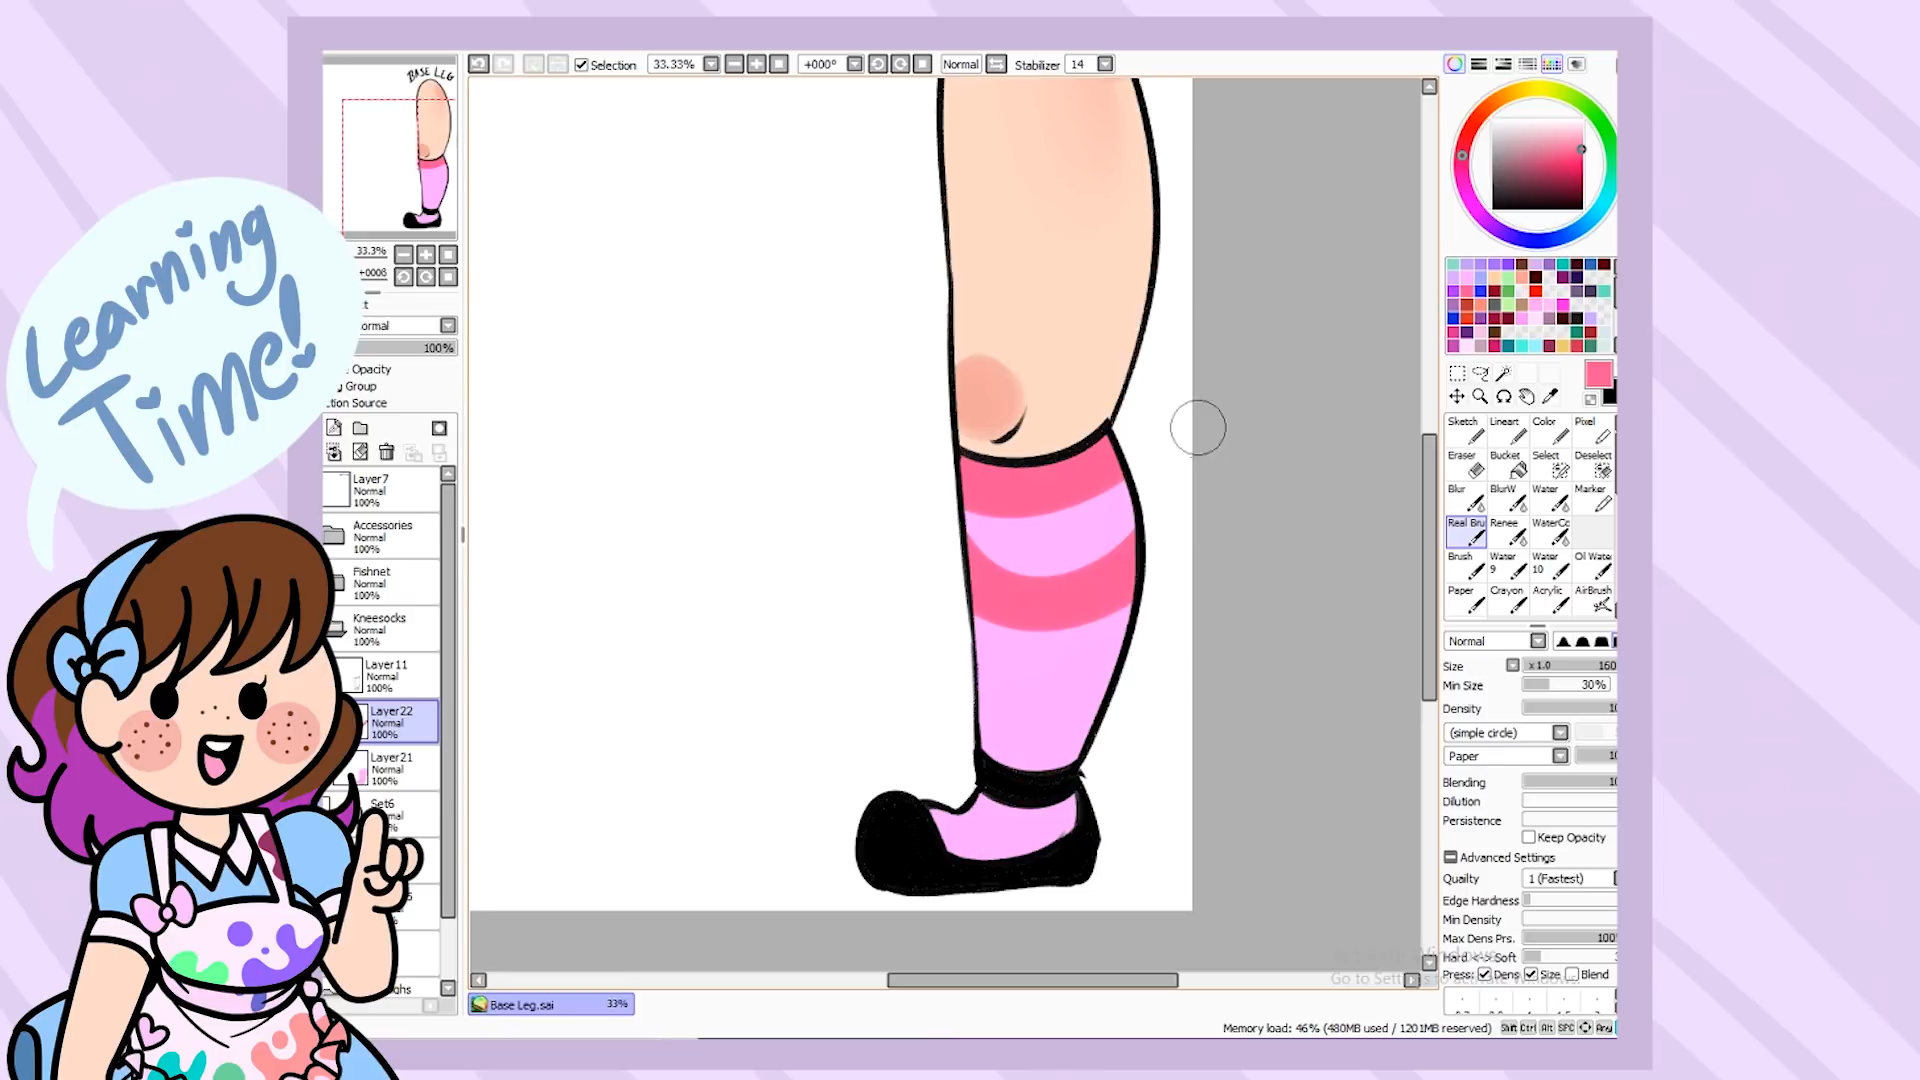 Learning
Time!
BASE LEG
33.3%
+0008
ormal
100%
Opacity
g Group
tion Source
Layer7
Normal
100%
Accessories
Normal
100%
Fishnet
Normal
100%
Kneesocks
Normal
100%
Layer11
Normal
100%
Layer22
Normal
100%
Layer21
Normal
100%
Set6
Selection 33.33% +000° Normal Stabilizer 14
Base Leg.sai 33%
Sketch Lineart Color Pixel
Eraser Bucket Select Deselect
Blur BlurW Water Marker
Real Bru Renee WaterCo
Brush Water 9 Water 10 Ol Wate
Paper Crayon Acrylic AirBrush
Normal
Size x 1.0 160
Min Size 30%
Density
(simple circle)
Paper
Blending
Dilution
Persistence
Keep Opacity
Advanced Settings
Quailty 1 (Fastest)
Edge Hardness
Min Density
Max Dens Prs. 100
Hard <-> Soft
Press: Dens Size Blend
Memory load: 46% (480MB used / 1201MB reserved) Shift Ctrl Alt SPC Any